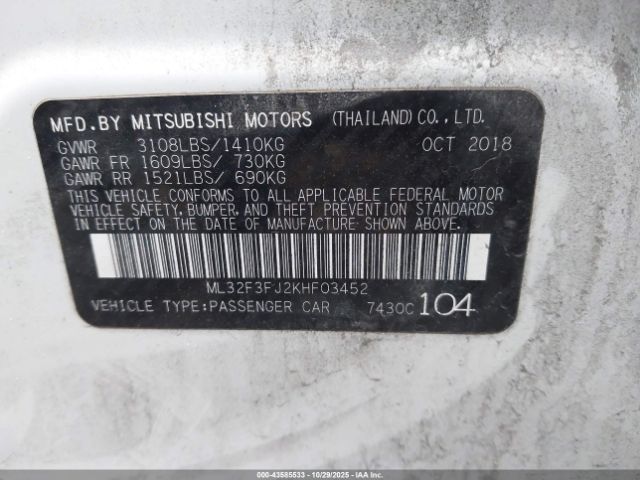 MFD.BY MITSUBISHI MOTORS (THAILAND)CO.,LTD.
GVWR 3108LBS/1410KG OCT 2018
GAWR FR 1609LBS/ 730KG
GAWR RR 1521LBS/ 690KG
THIS VEHICLE CONFORMS TO ALL APPLICABLE FEDERAL MOTOR
VEHICLE SAFETY, BUMPER, AND THEFT PREVENTION STANDARDS
IN EFFECT ON THE DATE OF MANUFACTURE SHOWN ABOVE.
ML32F3FJ2KHF03452
VEHICLE TYPE:PASSENGER CAR 7430C 104
000-43585533 - 10/29/2025 - IAAI.com